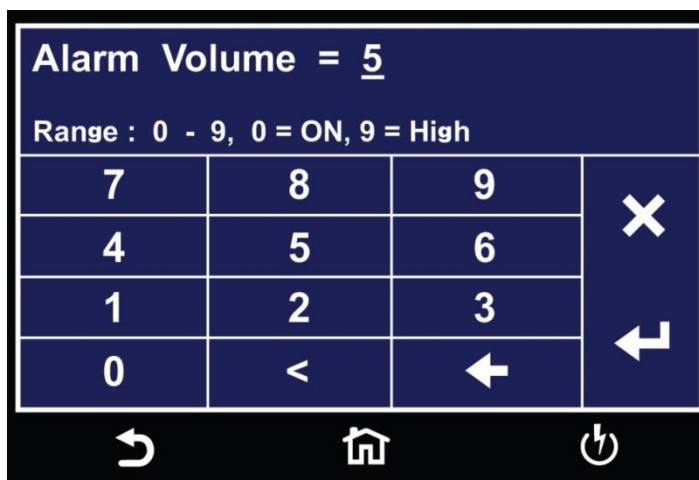 Alarm Volume = 5
Range : 0 - 9, 0 = ON, 9 = High
7 8 9
4 5 6
1 2 3
0 <